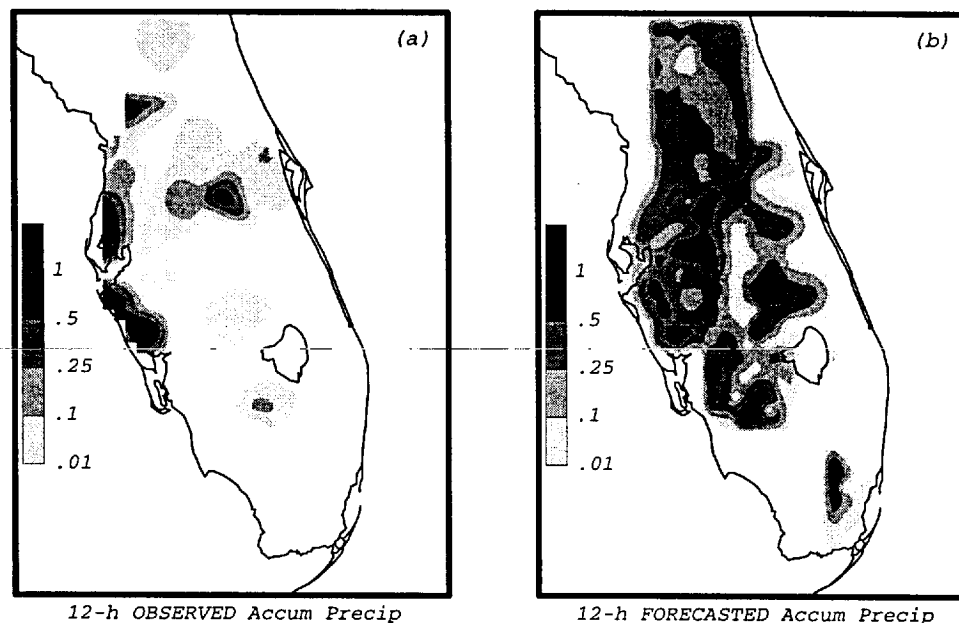 (a)
1
.5
.25
.1
.01
12-h OBSERVED Accum Precip
(b)
1
.5
.25
.1
.01
12-h FORECASTED Accum Precip